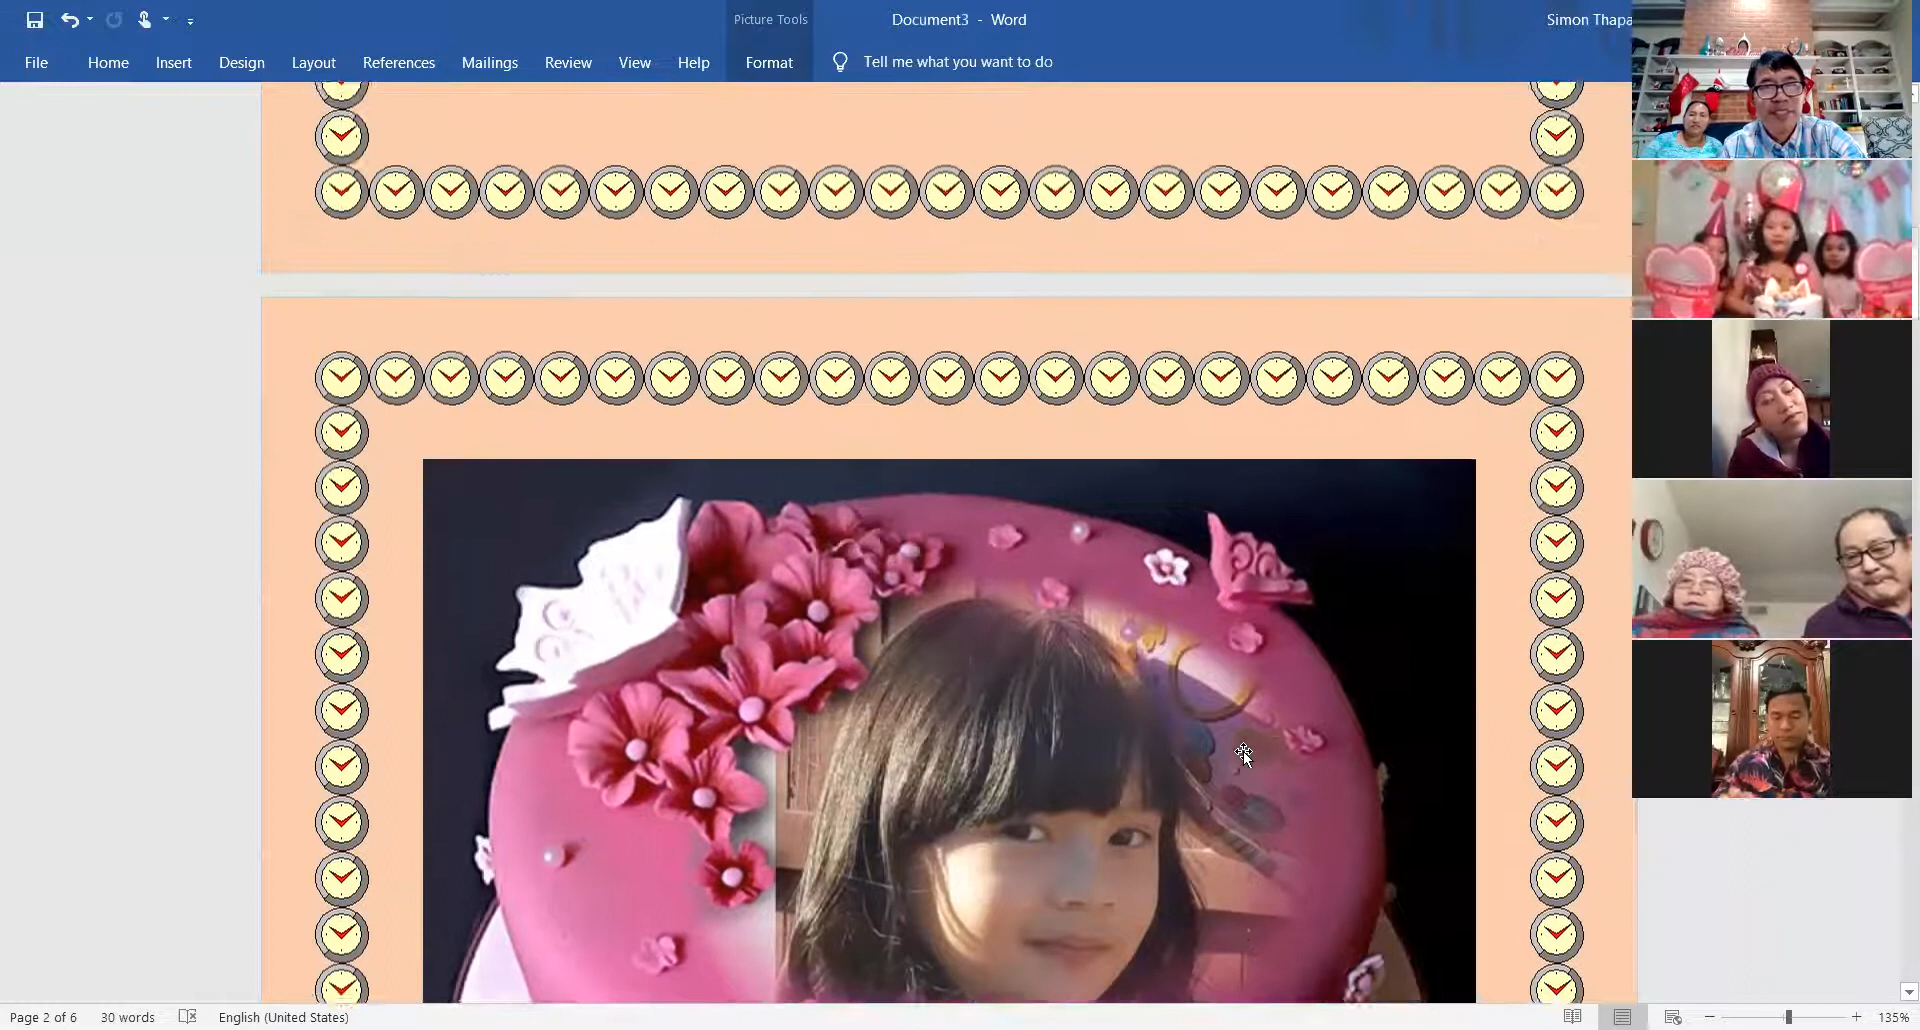 Picture Tools
Document3 - Word
Simon Thapa
File Home Insert Design Layout References Mailings Review View Help Format Tell me what you want to do
Page 2 of 6 30 words English (United States) 135%